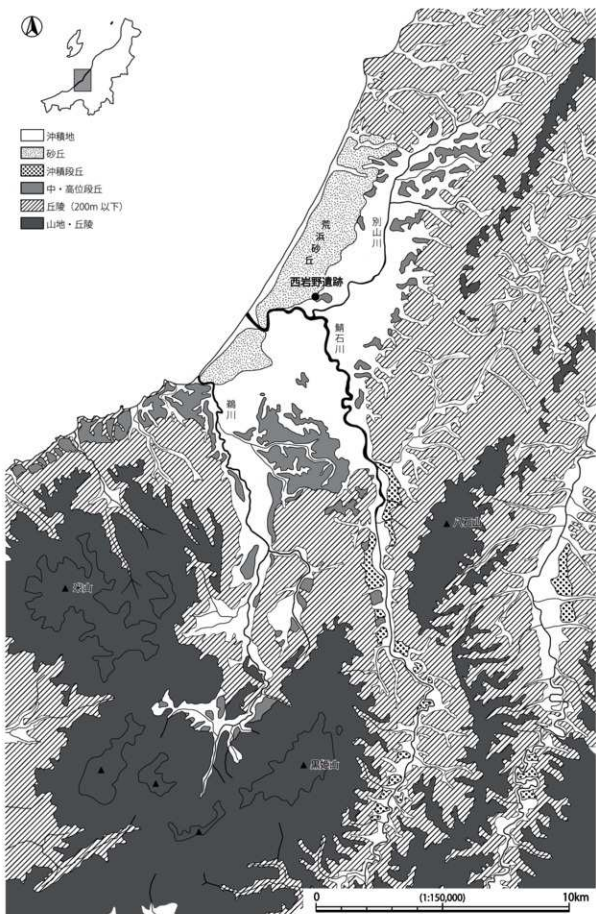 沖積地
砂丘
沖積段丘
中・高位段丘
丘陵（200m 以下）
山地・丘陵
荒浜砂丘
別山川
西岩野遺跡
鯖石川
鵜川
八石山
米山
黒姫山
0 (1:150,000) 10km